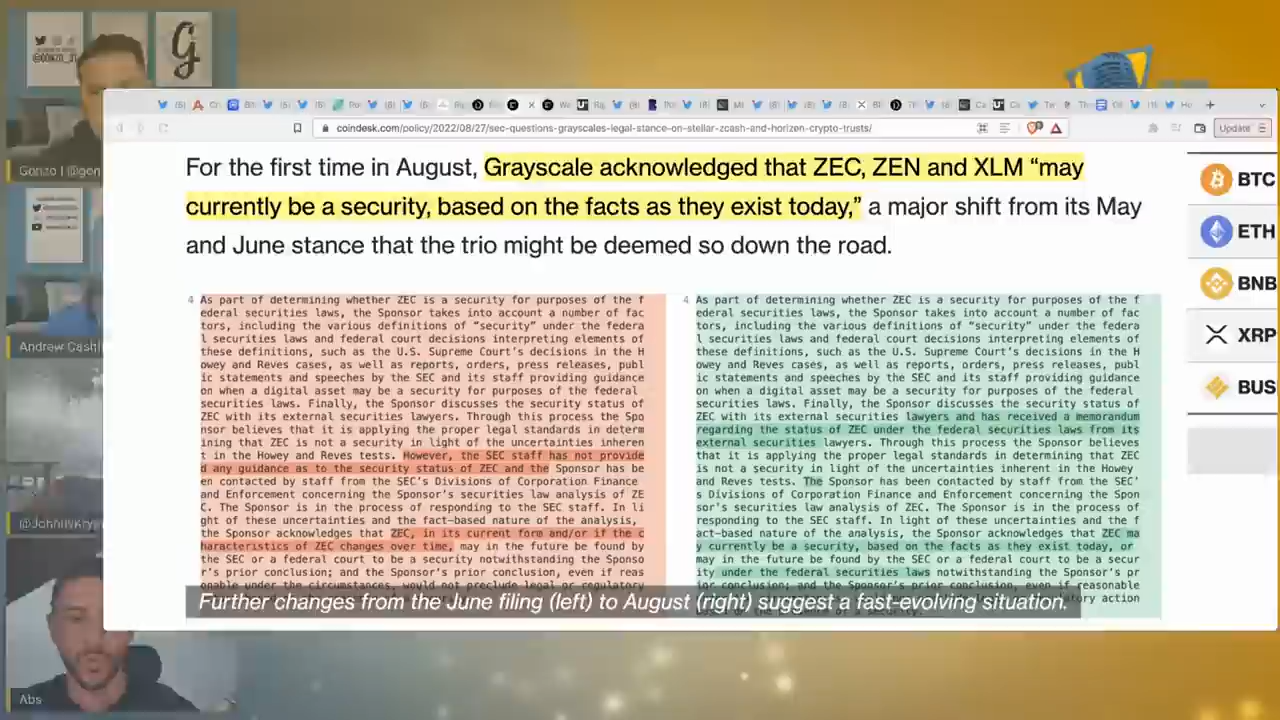 @GONZO_
G
Gonzo | @gon
Andrew Cash
@JohnnyKry
Abs
Update
coindesk.com/policy/2022/08/27/sec-questions-grayscales-legal-stance-on-stellar-zcash-and-horizen-crypto-trusts/
For the first time in August, Grayscale acknowledged that ZEC, ZEN and XLM “may
currently be a security, based on the facts as they exist today,” a major shift from its May
and June stance that the trio might be deemed so down the road.
4
As part of determining whether ZEC is a security for purposes of the f
ederal securities laws, the Sponsor takes into account a number of fac
tors, including the various definitions of “security” under the federa
l securities laws and federal court decisions interpreting elements of
these definitions, such as the U.S. Supreme Court’s decisions in the H
owey and Reves cases, as well as reports, orders, press releases, publ
ic statements and speeches by the SEC and its staff providing guidance
on when a digital asset may be a security for purposes of the federal
securities laws. Finally, the Sponsor discusses the security status of
ZEC with its external securities lawyers. Through this process the Spo
nsor believes that it is applying the proper legal standards in determ
ining that ZEC is not a security in light of the uncertainties inheren
t in the Howey and Reves tests. However, the SEC staff has not provide
d any guidance as to the security status of ZEC and the Sponsor has be
en contacted by staff from the SEC’s Divisions of Corporation Finance
and Enforcement concerning the Sponsor’s securities law analysis of ZE
C. The Sponsor is in the process of responding to the SEC staff. In li
ght of these uncertainties and the fact–based nature of the analysis,
the Sponsor acknowledges that ZEC, in its current form and/or if the c
haracteristics of ZEC changes over time, may in the future be found by
the SEC or a federal court to be a security notwithstanding the Sponso
r’s prior conclusion; and the Sponsor’s prior conclusion, even if reas
onable under the circumstances, would not preclude legal or regulatory
4
As part of determining whether ZEC is a security for purposes of the f
ederal securities laws, the Sponsor takes into account a number of fac
tors, including the various definitions of “security” under the federa
l securities laws and federal court decisions interpreting elements of
these definitions, such as the U.S. Supreme Court’s decisions in the H
owey and Reves cases, as well as reports, orders, press releases, publ
ic statements and speeches by the SEC and its staff providing guidance
on when a digital asset may be a security for purposes of the federal
securities laws. Finally, the Sponsor discusses the security status of
ZEC with its external securities lawyers and has received a memorandum
regarding the status of ZEC under the federal securities laws from its
external securities lawyers. Through this process the Sponsor believes
that it is applying the proper legal standards in determining that ZEC
is not a security in light of the uncertainties inherent in the Howey
and Reves tests. The Sponsor has been contacted by staff from the SEC’
s Divisions of Corporation Finance and Enforcement concerning the Spon
sor’s securities law analysis of ZEC. The Sponsor is in the process of
responding to the SEC staff. In light of these uncertainties and the f
act–based nature of the analysis, the Sponsor acknowledges that ZEC ma
y currently be a security, based on the facts as they exist today, or
may in the future be found by the SEC or a federal court to be a secur
ity under the federal securities laws notwithstanding the Sponsor’s pr
ior conclusion; and the Sponsor’s prior conclusion, even if reasonable
Further changes from the June filing (left) to August (right) suggest a fast-evolving situation.
BTC
ETH
BNB
XRP
BUS